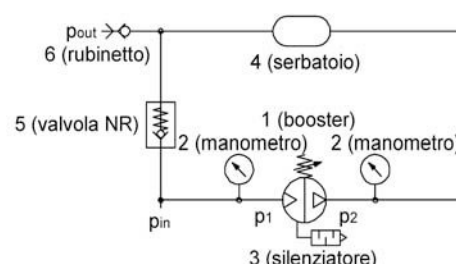 pout
6 (rubinetto)
4 (serbatoio)
5 (valvola NR)
1 (booster)
2 (manometro)
2 (manometro)
pin
p1
p2
3 (silenziatore)